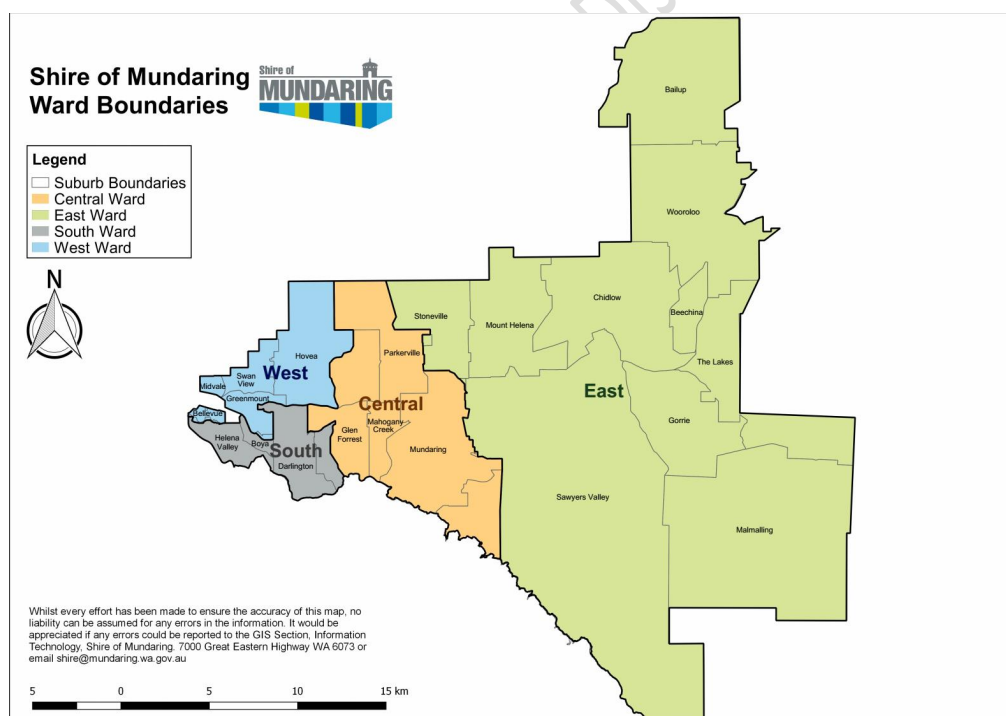 Shire of Mundaring
Ward Boundaries
Shire of
MUNDARING
Legend
Suburb Boundaries
Central Ward
East Ward
South Ward
West Ward
N
Bailup
Wooroloo
Chidlow
Beechina
Stoneville
Mount Helena
The Lakes
Hovea
Parkerville
Swan
View
West
Midvale
Greenmount
East
Central
Bellevue
Gorrie
Mahogany
Creek
Glen
Forrest
Helena
Valley
Boya
South
Mundaring
Darlington
Sawyers Valley
Malmalling
Whilst every effort has been made to ensure the accuracy of this map, no
liability can be assumed for any errors in the information. It would be
appreciated if any errors could be reported to the GIS Section, Information
Technology, Shire of Mundaring. 7000 Great Eastern Highway WA 6073 or
email shire@mundaring.wa.gov.au
5 0 5 10 15 km